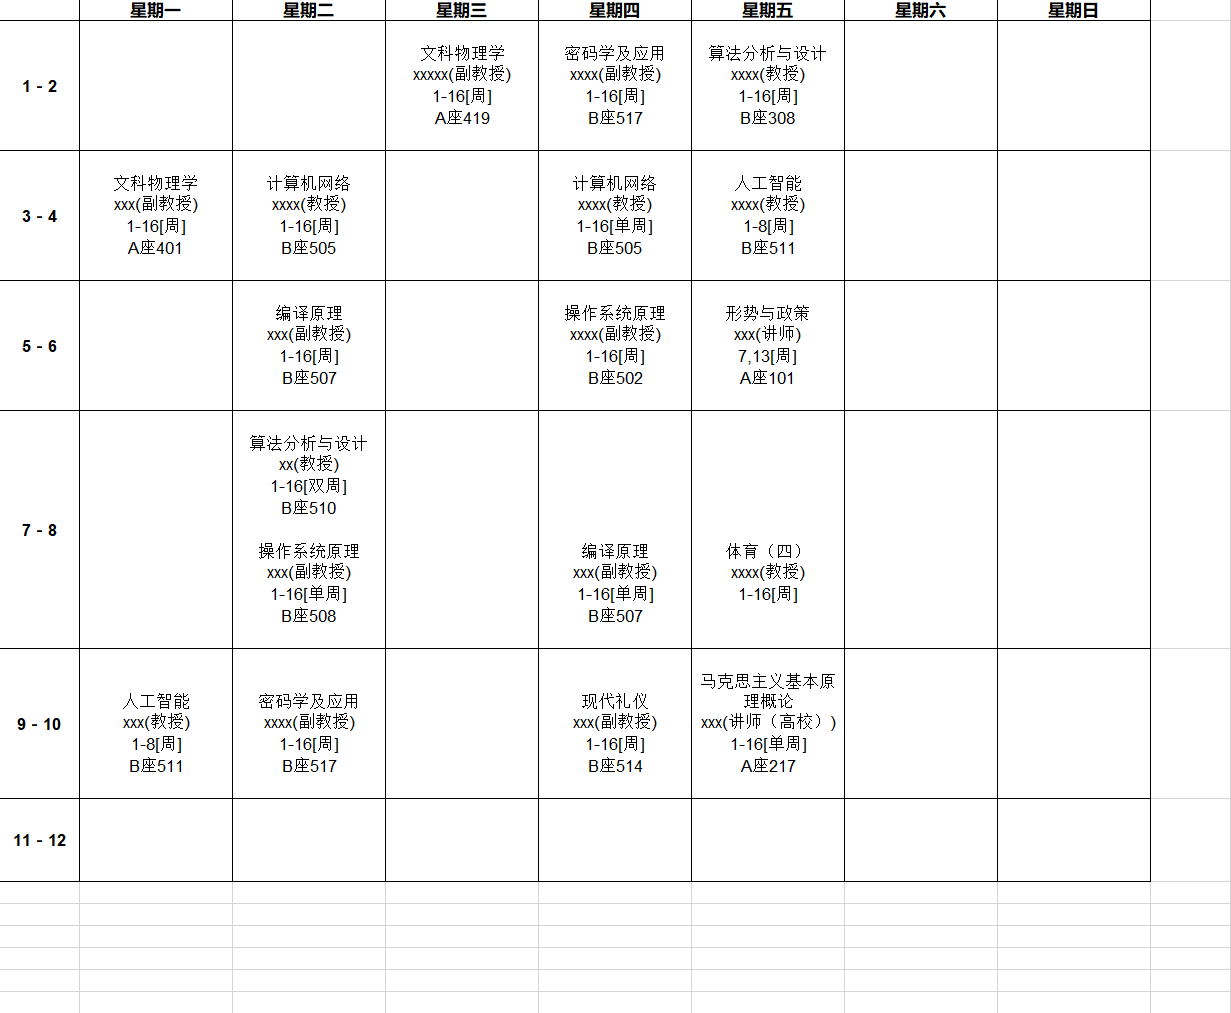 星期一 星期二 星期三 星期四 星期五 星期六 星期日
1 - 2
文科物理学
xxxxx(副教授)
1-16[周]
A座419
密码学及应用
xxxx(副教授)
1-16[周]
B座517
算法分析与设计
xxxx(教授)
1-16[周]
B座308
3 - 4
文科物理学
xxx(副教授)
1-16[周]
A座401
计算机网络
xxxx(教授)
1-16[周]
B座505
计算机网络
xxxx(教授)
1-16[单周]
B座505
人工智能
xxxx(教授)
1-8[周]
B座511
5 - 6
编译原理
xxx(副教授)
1-16[周]
B座507
操作系统原理
xxxx(副教授)
1-16[周]
B座502
形势与政策
xxx(讲师)
7,13[周]
A座101
7 - 8
算法分析与设计
xx(教授)
1-16[双周]
B座510
操作系统原理
xxx(副教授)
1-16[单周]
B座508
编译原理
xxx(副教授)
1-16[单周]
B座507
体育（四）
xxxx(教授)
1-16[周]
9 - 10
人工智能
xxx(教授)
1-8[周]
B座511
密码学及应用
xxxx(副教授)
1-16[周]
B座517
现代礼仪
xxx(副教授)
1-16[周]
B座514
马克思主义基本原
理概论
xxx(讲师（高校）)
1-16[单周]
A座217
11 - 12